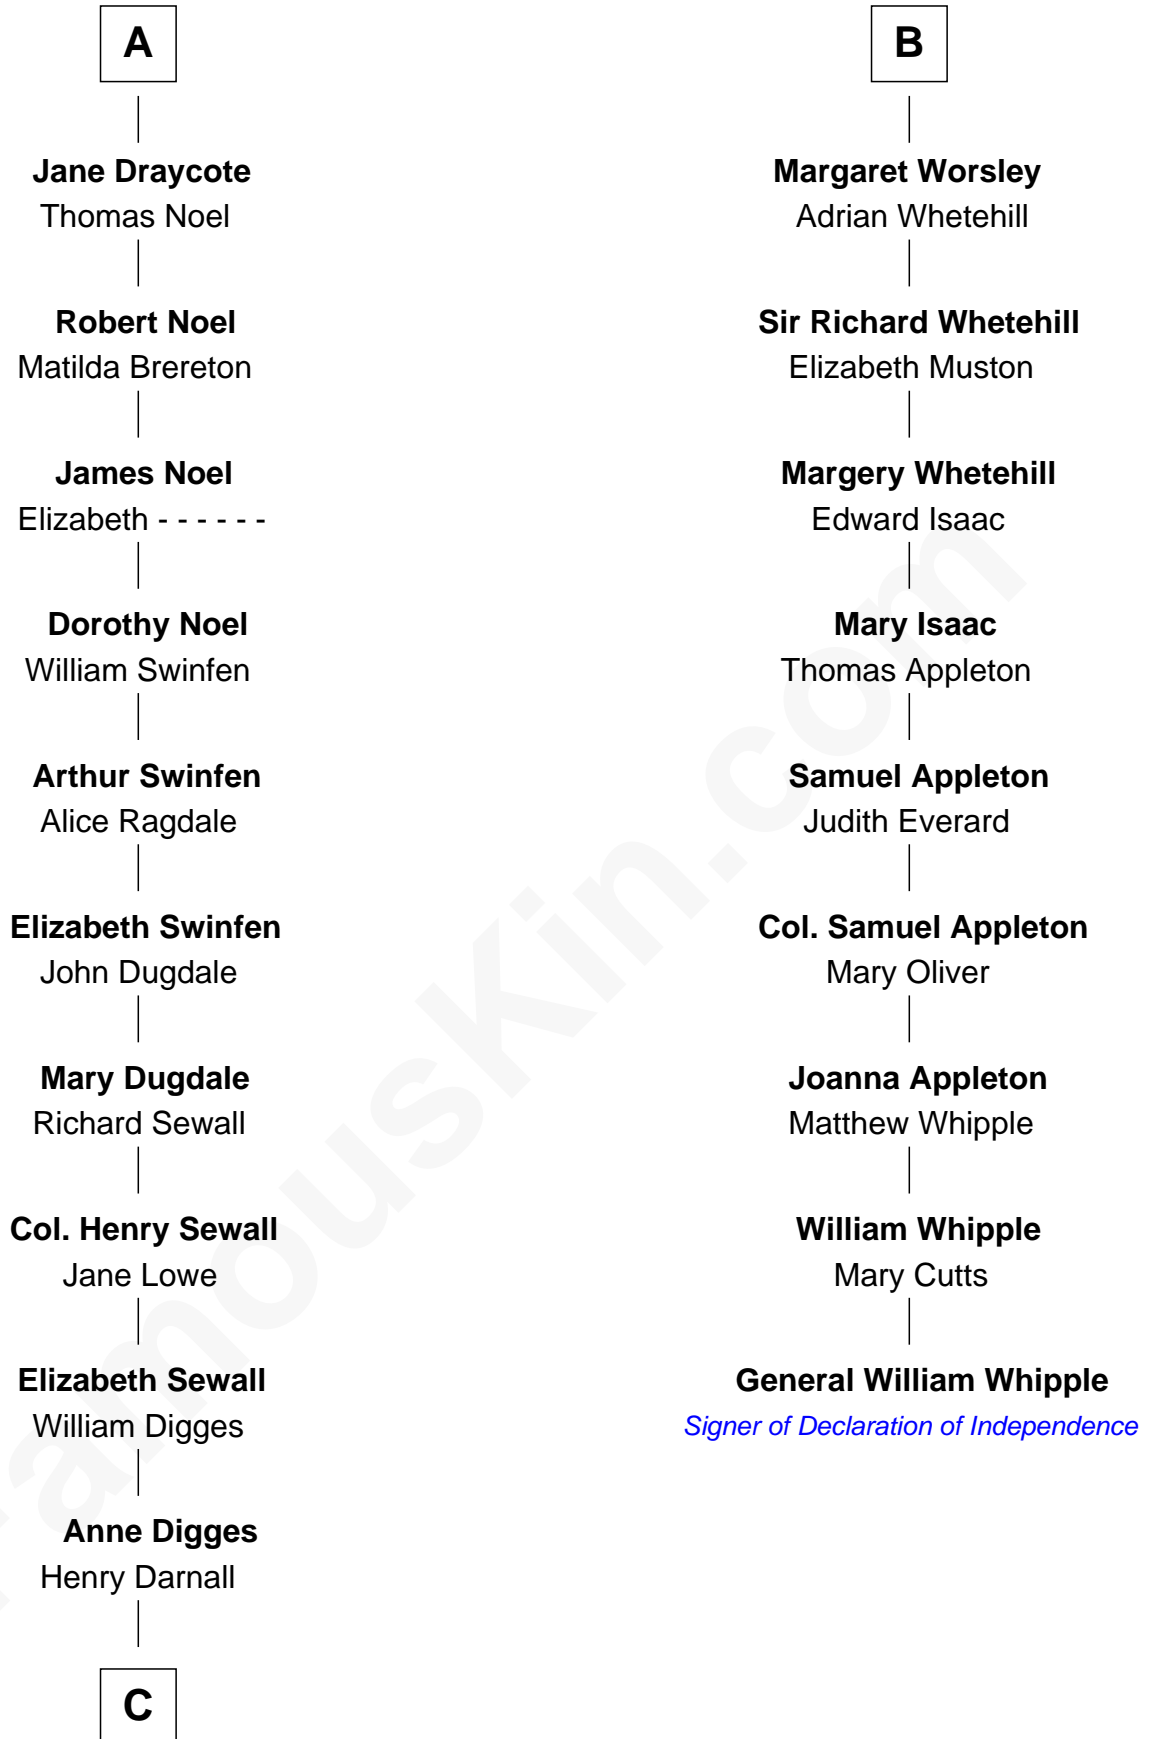 A
Jane Draycote
Thomas Noel
Robert Noel
Matilda Brereton
James Noel
Elizabeth - - - - - -
Dorothy Noel
William Swinfen
Arthur Swinfen
Alice Ragdale
Elizabeth Swinfen
John Dugdale
Mary Dugdale
Richard Sewall
Col. Henry Sewall
Jane Lowe
Elizabeth Sewall
William Digges
Anne Digges
Henry Darnall
C
B
Margaret Worsley
Adrian Whetehill
Sir Richard Whetehill
Elizabeth Muston
Margery Whetehill
Edward Isaac
Mary Isaac
Thomas Appleton
Samuel Appleton
Judith Everard
Col. Samuel Appleton
Mary Oliver
Joanna Appleton
Matthew Whipple
William Whipple
Mary Cutts
General William Whipple
Signer of Declaration of Independence
FamousKin.com